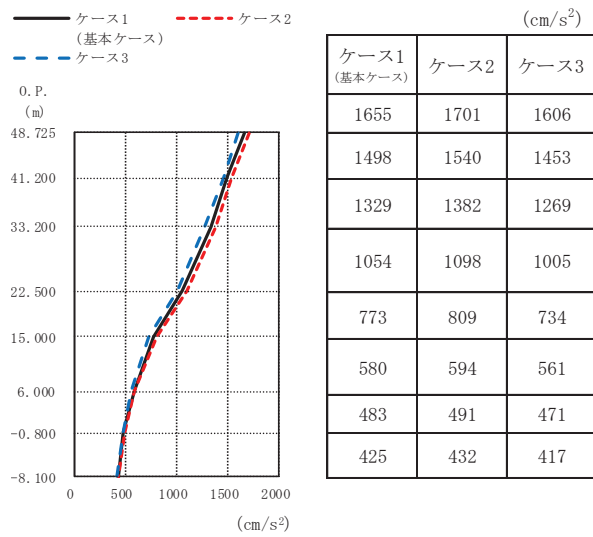 ケース1
(基本ケース)
ケース2
ケース3
O.P.
(m)
48.725
41.200
33.200
22.500
15.000
6.000
-0.800
-8.100
0 500 1000 1500 2000
(cm/s²)
(cm/s²)
ケース1
(基本ケース)
ケース2
ケース3
1655 1701 1606
1498 1540 1453
1329 1382 1269
1054 1098 1005
773 809 734
580 594 561
483 491 471
425 432 417